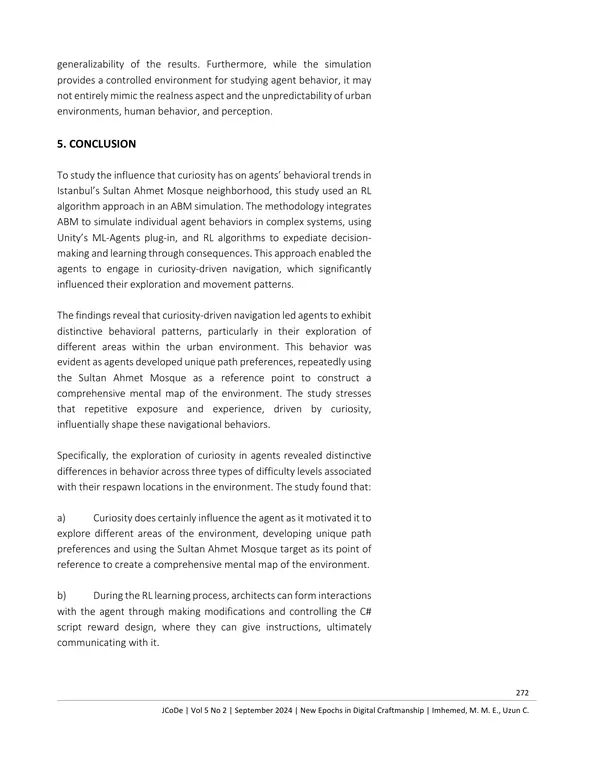 generalizability of the results. Furthermore, while the simulation
provides a controlled environment for studying agent behavior, it may
not entirely mimic the realness aspect and the unpredictability of urban
environments, human behavior, and perception.
5. CONCLUSION
To study the influence that curiosity has on agents’ behavioral trends in
Istanbul’s Sultan Ahmet Mosque neighborhood, this study used an RL
algorithm approach in an ABM simulation. The methodology integrates
ABM to simulate individual agent behaviors in complex systems, using
Unity’s ML-Agents plug-in, and RL algorithms to expediate decision-
making and learning through consequences. This approach enabled the
agents to engage in curiosity-driven navigation, which significantly
influenced their exploration and movement patterns.
The findings reveal that curiosity-driven navigation led agents to exhibit
distinctive behavioral patterns, particularly in their exploration of
different areas within the urban environment. This behavior was
evident as agents developed unique path preferences, repeatedly using
the Sultan Ahmet Mosque as a reference point to construct a
comprehensive mental map of the environment. The study stresses
that repetitive exposure and experience, driven by curiosity,
influentially shape these navigational behaviors.
Specifically, the exploration of curiosity in agents revealed distinctive
differences in behavior across three types of difficulty levels associated
with their respawn locations in the environment. The study found that:
a) Curiosity does certainly influence the agent as it motivated it to
explore different areas of the environment, developing unique path
preferences and using the Sultan Ahmet Mosque target as its point of
reference to create a comprehensive mental map of the environment.
b) During the RL learning process, architects can form interactions
with the agent through making modifications and controlling the C#
script reward design, where they can give instructions, ultimately
communicating with it.
272
JCoDe | Vol 5 No 2 | September 2024 | New Epochs in Digital Craftmanship | Imhemed, M. M. E., Uzun C.